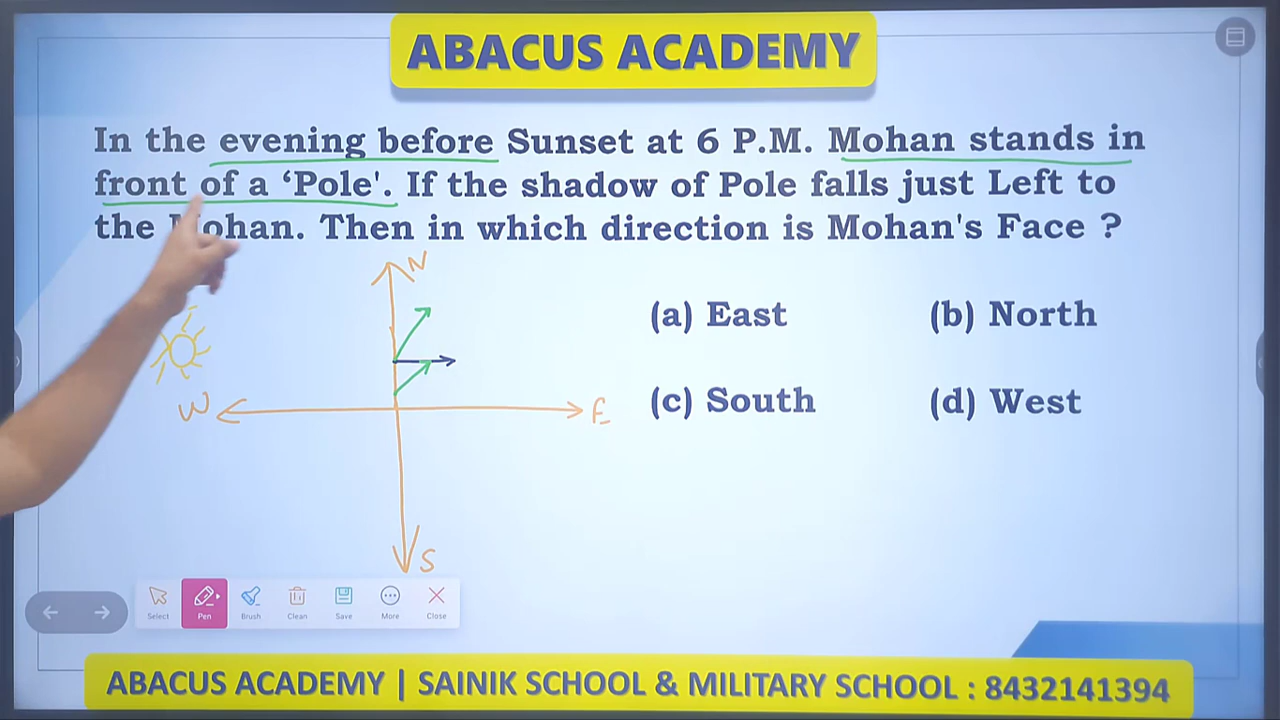 ABACUS ACADEMY
In the evening before Sunset at 6 P.M. Mohan stands in
front of a ‘Pole'. If the shadow of Pole falls just Left to
the Mohan. Then in which direction is Mohan's Face ?
N
(a) East (b) North
W E
(c) South (d) West
S
Select Pen Brush Clean Save More Close
ABACUS ACADEMY | SAINIK SCHOOL & MILITARY SCHOOL : 8432141394